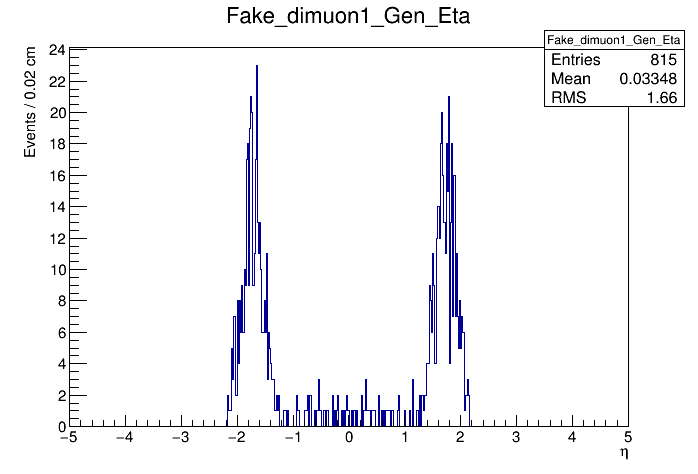 Fake_dimuon1_Gen_Eta
Fake_dimuon1_Gen_Eta
Entries 815
Mean 0.03348
RMS 1.66
Events / 0.02 cm
24
22
20
18
16
14
12
10
8
6
4
2
0
−5 −4 −3 −2 −1 0 1 2 3 4 5
η